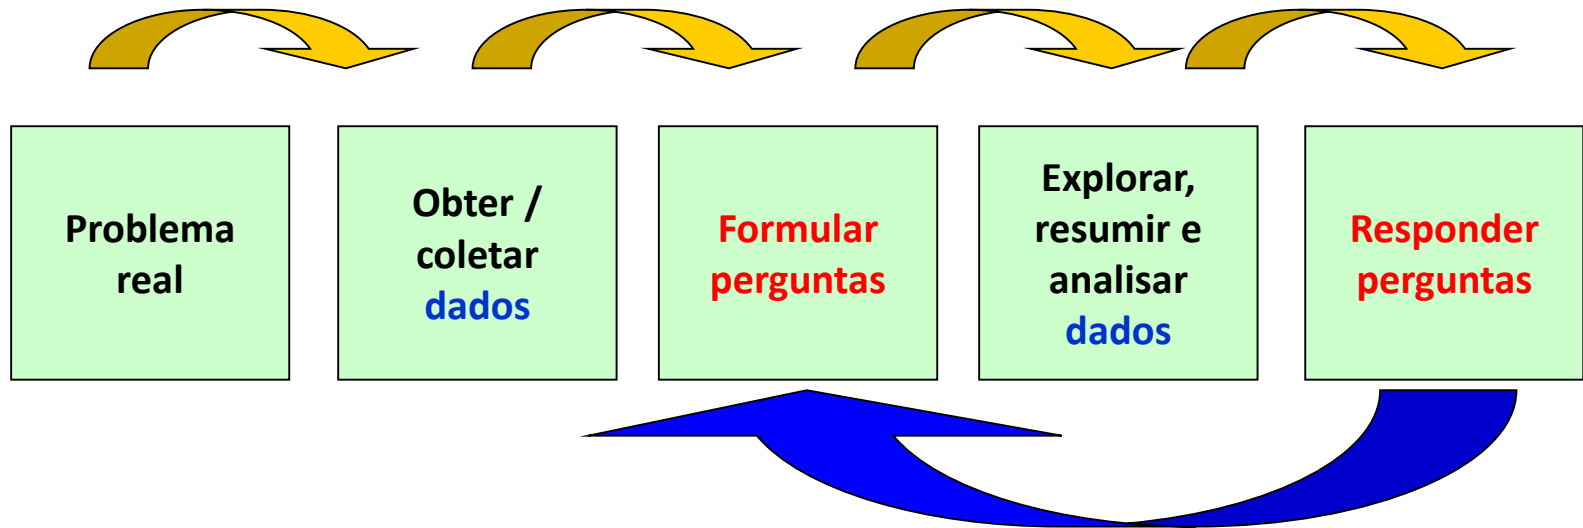 Problema
real
Obter /
coletar
dados
Formular
perguntas
Explorar,
resumir e
analisar
dados
Responder
perguntas